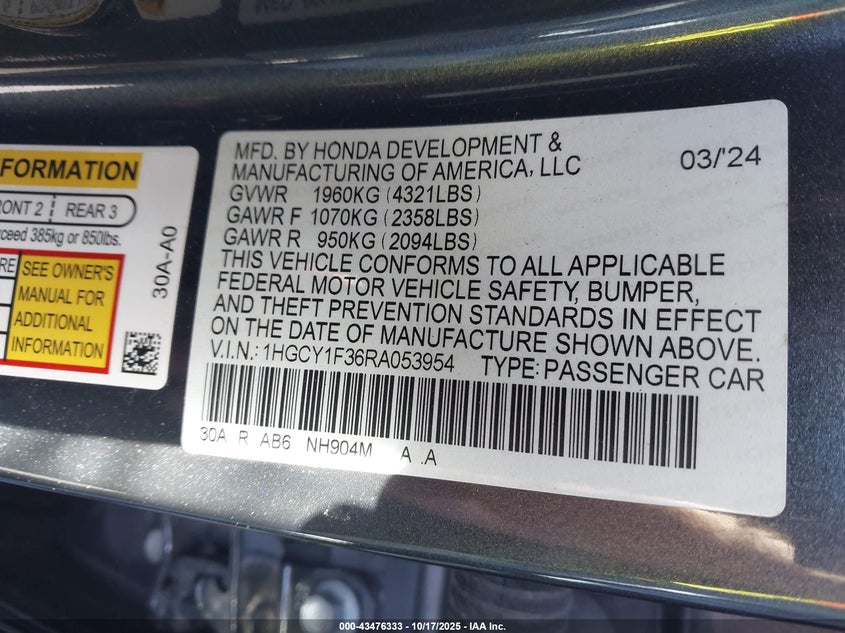 FORMATION
RONT 2 | REAR 3
xceed 385kg or 850lbs.
RE
SEE OWNER'S
MANUAL FOR
ADDITIONAL
INFORMATION
30A-A0
MFD. BY HONDA DEVELOPMENT &
MANUFACTURING OF AMERICA, LLC
03/'24
GVWR 1960KG (4321LBS)
GAWR F 1070KG (2358LBS)
GAWR R 950KG (2094LBS)
THIS VEHICLE CONFORMS TO ALL APPLICABLE
FEDERAL MOTOR VEHICLE SAFETY, BUMPER,
AND THEFT PREVENTION STANDARDS IN EFFECT
ON THE DATE OF MANUFACTURE SHOWN ABOVE.
V.I.N.: 1HGCY1F36RA053954 TYPE: PASSENGER CAR
30A R AB6 NH904M A .A
000-43476333 - 10/17/2025 - IAA Inc.